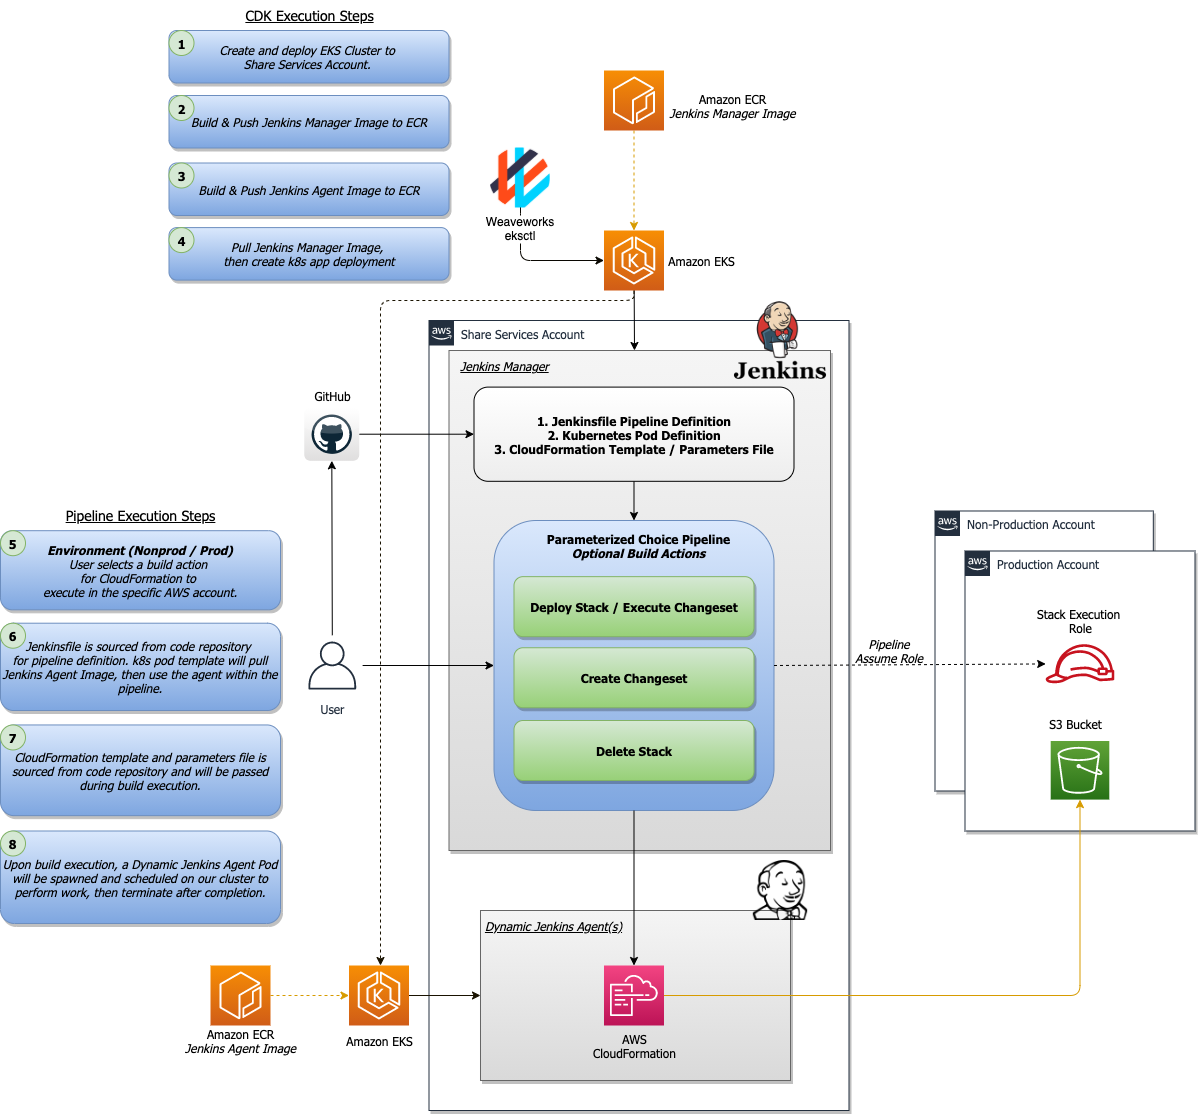 CDK Execution Steps
1
Create and deploy EKS Cluster to
Share Services Account.
2
Build & Push Jenkins Manager Image to ECR
3
Build & Push Jenkins Agent Image to ECR
4
Pull Jenkins Manager Image,
then create k8s app deployment
Amazon ECR
Jenkins Manager Image
Weaveworks
eksctl
Amazon EKS
aws
Share Services Account
Jenkins
Jenkins Manager
GitHub
1. Jenkinsfile Pipeline Definition
2. Kubernetes Pod Definition
3. CloudFormation Template / Parameters File
Pipeline Execution Steps
5
Environment (Nonprod / Prod)
User selects a build action
for CloudFormation to
execute in the specific AWS account.
6
Jenkinsfile is sourced from code repository
for pipeline definition. k8s pod template will pull
Jenkins Agent Image, then use the agent within the
pipeline.
7
CloudFormation template and parameters file is
sourced from code repository and will be passed
during build execution.
8
Upon build execution, a Dynamic Jenkins Agent Pod
will be spawned and scheduled on our cluster to
perform work, then terminate after completion.
User
Parameterized Choice Pipeline
Optional Build Actions
Deploy Stack / Execute Changeset
Create Changeset
Delete Stack
Pipeline
Assume Role
aws
Non-Production Account
aws
Production Account
Stack Execution
Role
S3 Bucket
Dynamic Jenkins Agent(s)
Amazon ECR
Jenkins Agent Image
Amazon EKS
AWS
CloudFormation